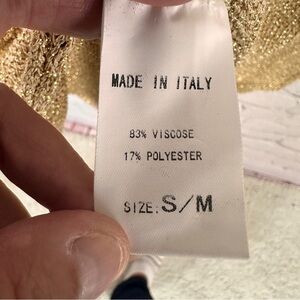 MADE IN ITALY
83% VISCOSE
17% POLYESTER
SIZE: S/M